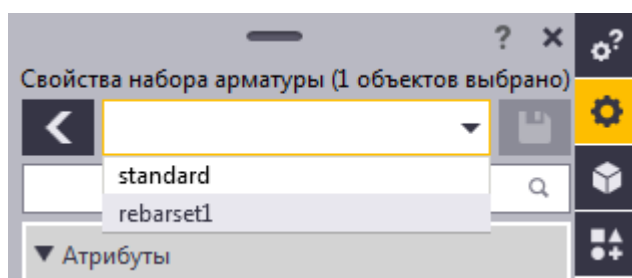 ?
Свойства набора арматуры (1 объектов выбрано)
standard
rebarset1
Атрибуты